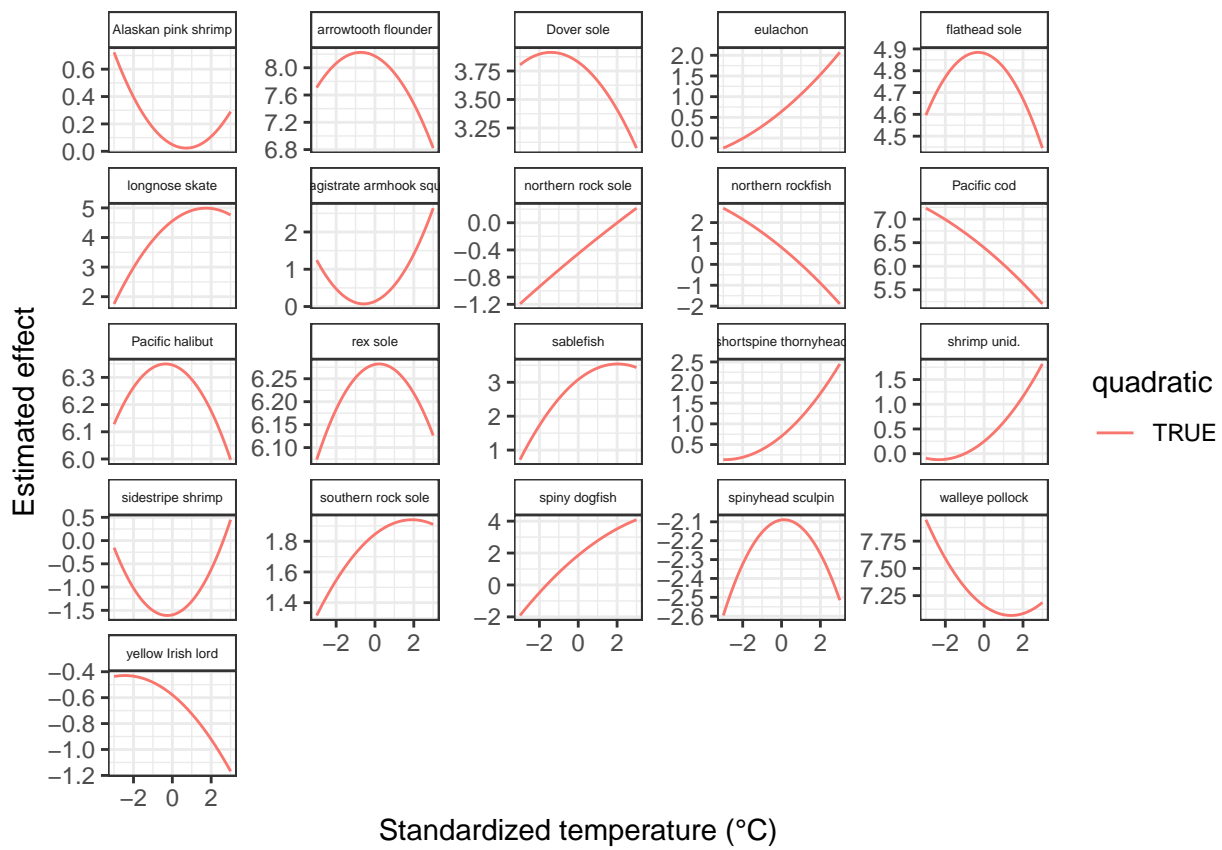 Alaskan pink shrimp
arrowtooth flounder
Dover sole
eulachon
flathead sole
0.6
0.4
0.2
0.0
8.0
7.6
7.2
6.8
3.75
3.50
3.25
2.0
1.5
1.0
0.5
0.0
4.9
4.8
4.7
4.6
4.5
longnose skate
agistrate armhook squ
northern rock sole
northern rockfish
Pacific cod
5
4
3
2
2
1
0
0.0
−0.4
−0.8
−1.2
2
1
0
−1
−2
7.0
6.5
6.0
5.5
Pacific halibut
rex sole
sablefish
shortspine thornyhead
shrimp unid.
6.3
6.2
6.1
6.0
6.25
6.20
6.15
6.10
4
3
2
1
2.5
2.0
1.5
1.0
0.5
1.5
1.0
0.5
0.0
sidestripe shrimp
southern rock sole
spiny dogfish
spinyhead sculpin
walleye pollock
0.5
0.0
−0.5
−1.0
−1.5
1.8
1.6
1.4
4
2
0
−2
−2.1
−2.2
−2.3
−2.4
−2.5
−2.6
7.75
7.50
7.25
−2 0 2
−2 0 2
−2 0 2
−2 0 2
yellow Irish lord
−0.4
−0.6
−0.8
−1.0
−1.2
−2 0 2
Estimated effect
Standardized temperature (°C)
quadratic
TRUE